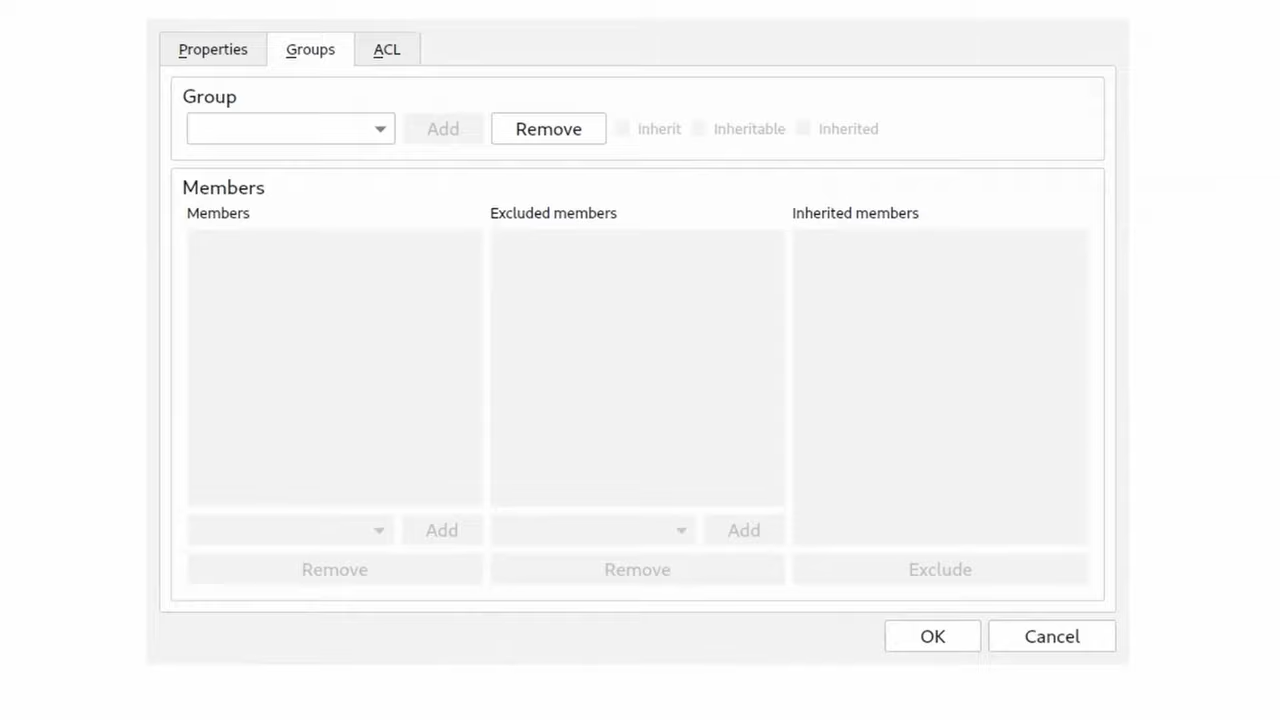 Properties Groups ACL
Group
Add Remove Inherit Inheritable Inherited
Members
Members Excluded members Inherited members
Add Add
Remove Remove Exclude
OK Cancel